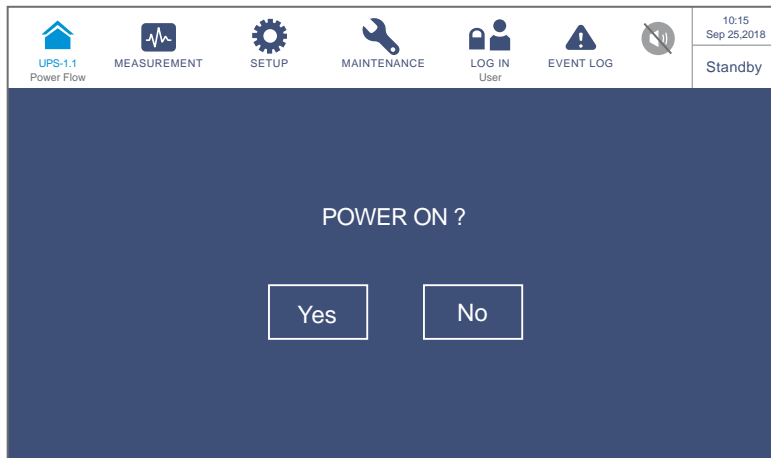 UPS-1.1
Power Flow
MEASUREMENT
SETUP
MAINTENANCE
LOG IN
User
EVENT LOG
10:15
Sep 25,2018
Standby
POWER ON ?
Yes
No